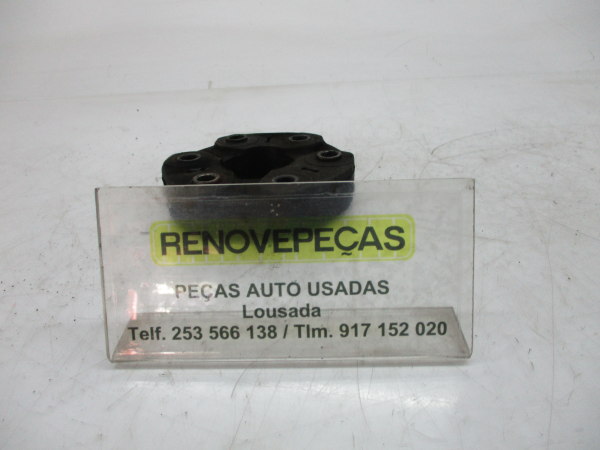 RENOVEPEÇAS
PEÇAS AUTO USADAS
Lousada
Telf. 253 566 138 / Tlm. 917 152 020